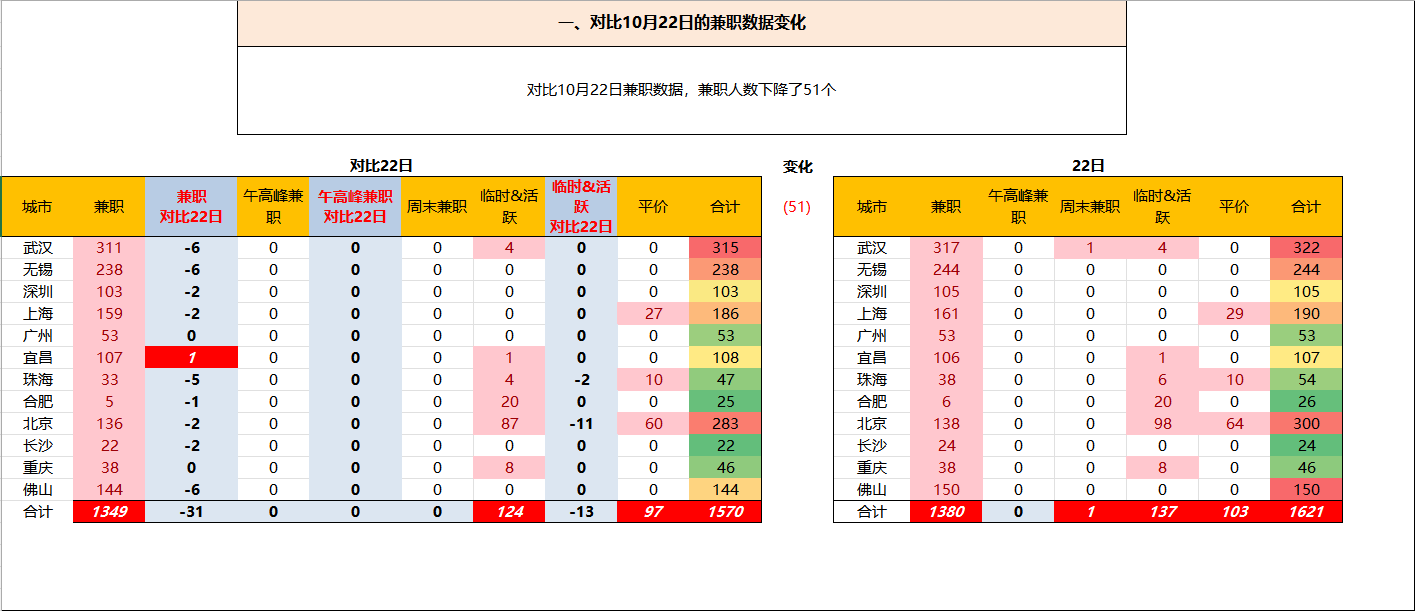 一、对比10月22日的兼职数据变化
对比10月22日兼职数据，兼职人数下降了51个
对比22日 变化 22日
城市 兼职 兼职 对比22日 午高峰兼职 午高峰兼职 对比22日 周末兼职 临时&活跃 临时&活跃 对比22日 平价 合计 (51) 城市 兼职 午高峰兼职 周末兼职 临时&活跃 平价 合计
武汉 311 -6 0 0 0 4 0 0 315 武汉 317 0 1 4 0 322
无锡 238 -6 0 0 0 0 0 0 238 无锡 244 0 0 0 0 244
深圳 103 -2 0 0 0 0 0 0 103 深圳 105 0 0 0 0 105
上海 159 -2 0 0 0 0 0 27 186 上海 161 0 0 0 29 190
广州 53 0 0 0 0 0 0 0 53 广州 53 0 0 0 0 53
宜昌 107 1 0 0 0 1 0 0 108 宜昌 106 0 0 1 0 107
珠海 33 -5 0 0 0 4 -2 10 47 珠海 38 0 0 6 10 54
合肥 5 -1 0 0 0 20 0 0 25 合肥 6 0 0 20 0 26
北京 136 -2 0 0 0 87 -11 60 283 北京 138 0 0 98 64 300
长沙 22 -2 0 0 0 0 0 0 22 长沙 24 0 0 0 0 24
重庆 38 0 0 0 0 8 0 0 46 重庆 38 0 0 8 0 46
佛山 144 -6 0 0 0 0 0 0 144 佛山 150 0 0 0 0 150
合计 1349 -31 0 0 0 124 -13 97 1570 合计 1380 0 1 137 103 1621